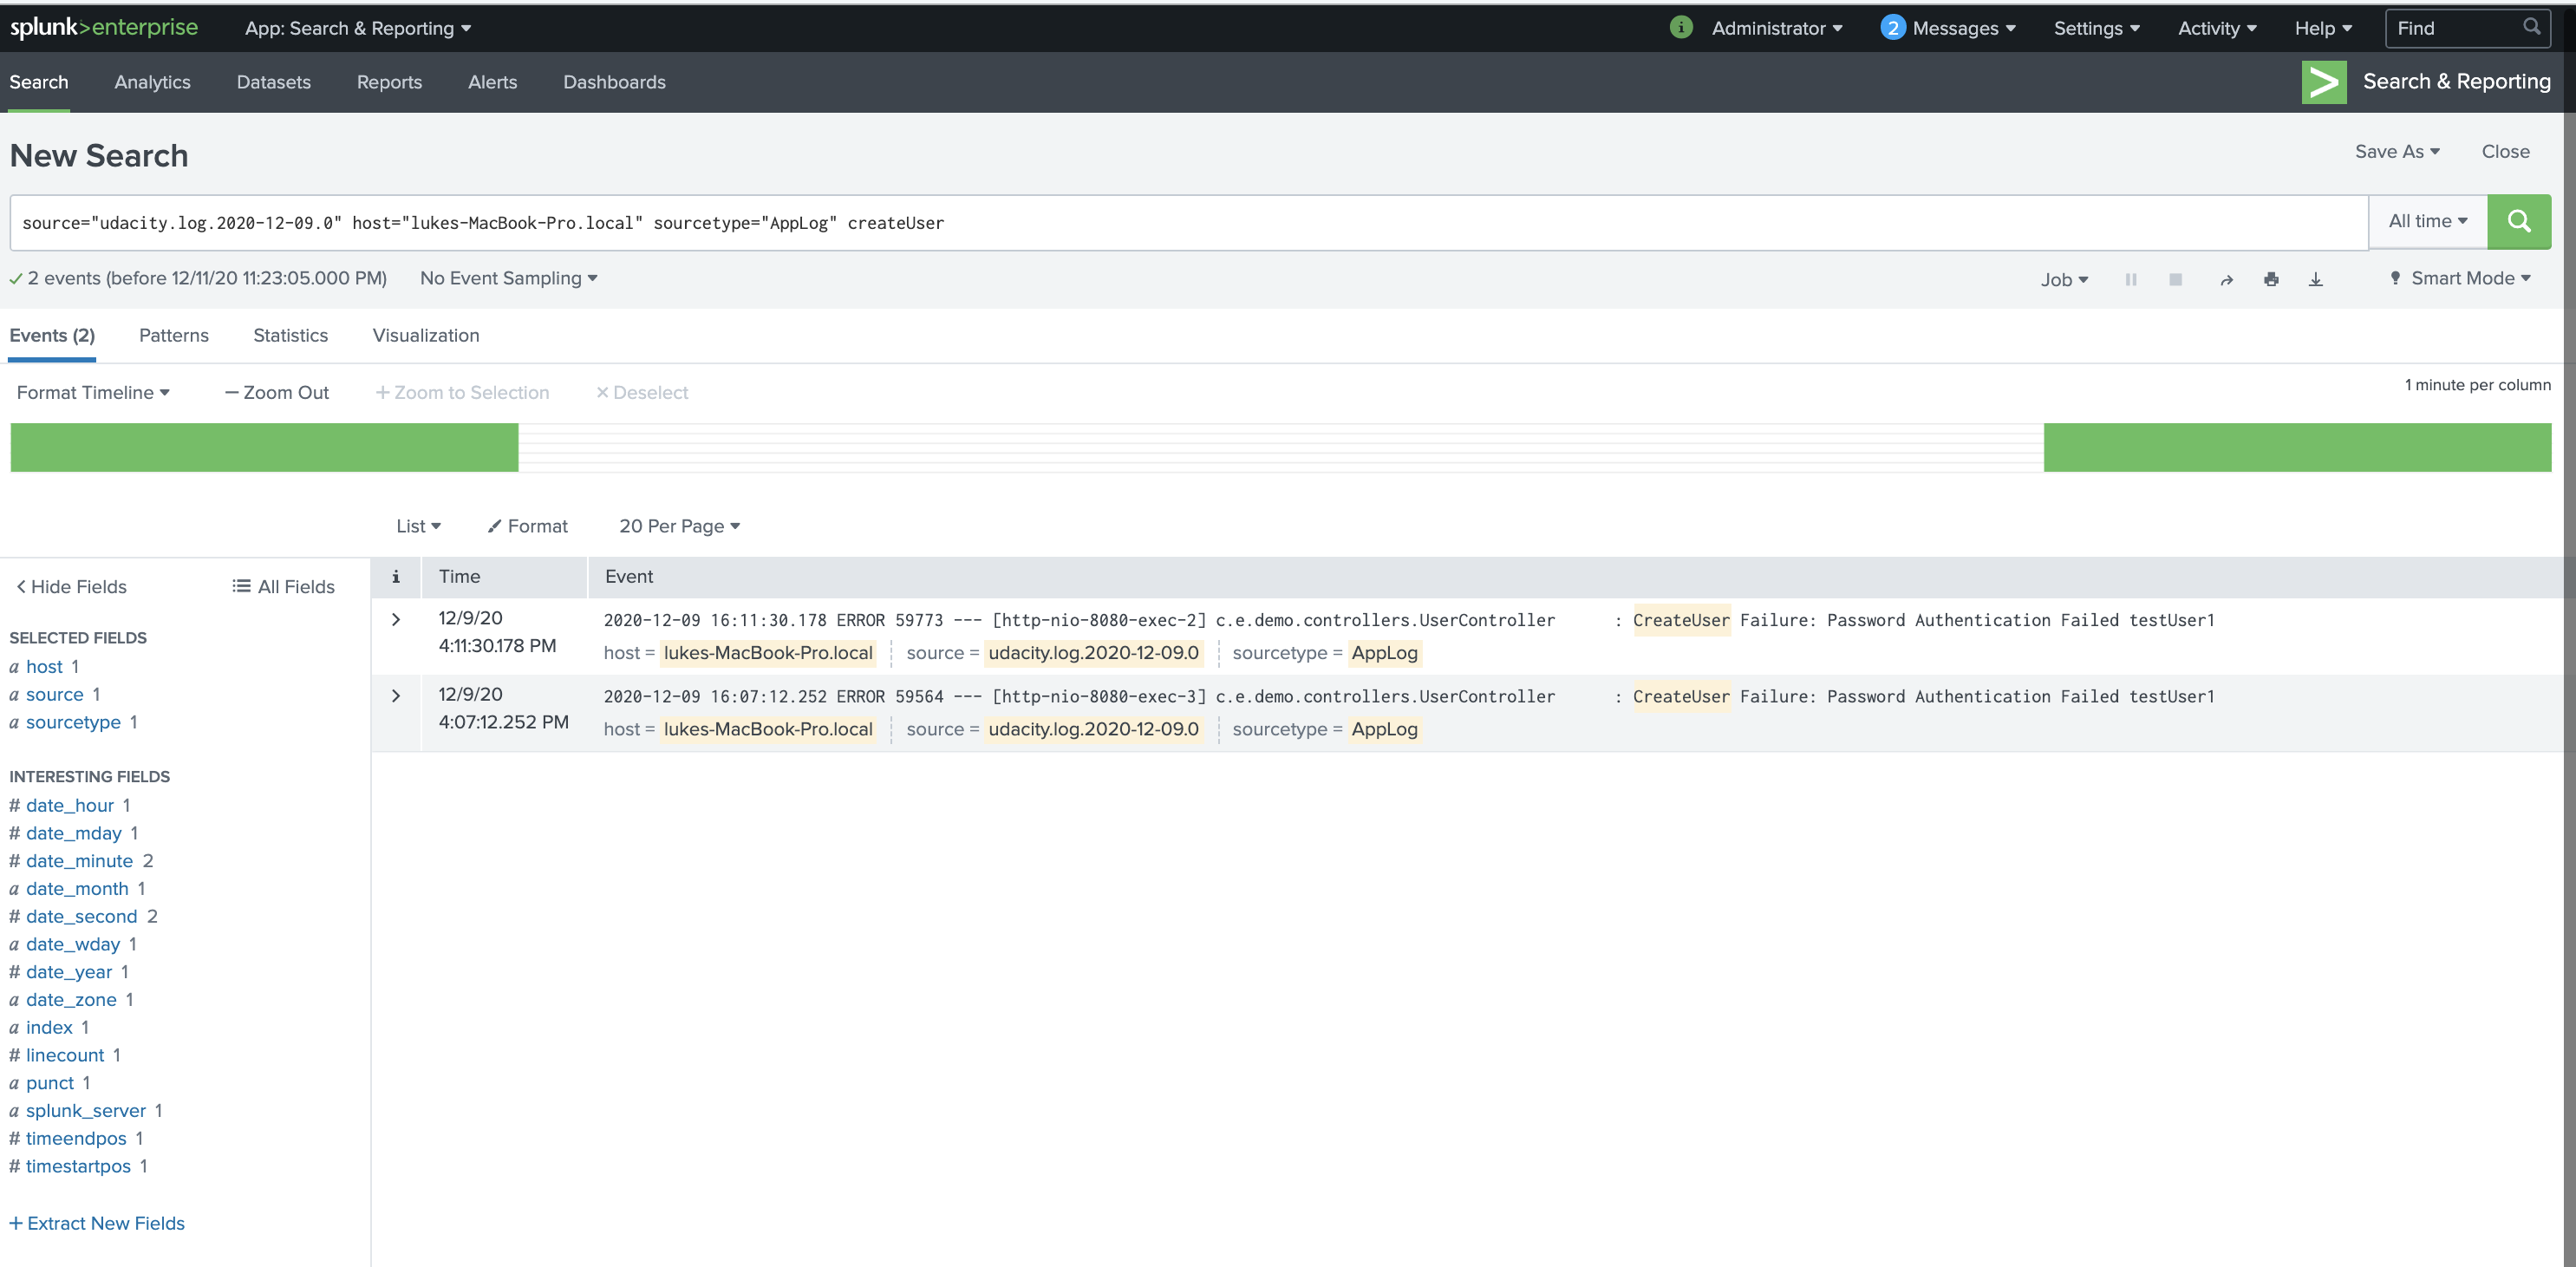 splunk>enterprise App: Search & Reporting i Administrator 2 Messages Settings Activity Help Find
Search Analytics Datasets Reports Alerts Dashboards > Search & Reporting
New Search Save As Close
source="udacity.log.2020-12-09.0" host="lukes-MacBook-Pro.local" sourcetype="AppLog" createUser All time
✓ 2 events (before 12/11/20 11:23:05.000 PM) No Event Sampling Job Smart Mode
Events (2) Patterns Statistics Visualization
Format Timeline — Zoom Out + Zoom to Selection × Deselect 1 minute per column
List Format 20 Per Page
< Hide Fields All Fields i Time Event
SELECTED FIELDS
a host 1
a source 1
a sourcetype 1
INTERESTING FIELDS
# date_hour 1
# date_mday 1
# date_minute 2
a date_month 1
# date_second 2
a date_wday 1
# date_year 1
a date_zone 1
a index 1
# linecount 1
a punct 1
a splunk_server 1
# timeendpos 1
# timestartpos 1
+ Extract New Fields
> 12/9/20 2020-12-09 16:11:30.178 ERROR 59773 --- [http-nio-8080-exec-2] c.e.demo.controllers.UserController : CreateUser Failure: Password Authentication Failed testUser1
4:11:30.178 PM host = lukes-MacBook-Pro.local source = udacity.log.2020-12-09.0 sourcetype = AppLog
> 12/9/20 2020-12-09 16:07:12.252 ERROR 59564 --- [http-nio-8080-exec-3] c.e.demo.controllers.UserController : CreateUser Failure: Password Authentication Failed testUser1
4:07:12.252 PM host = lukes-MacBook-Pro.local source = udacity.log.2020-12-09.0 sourcetype = AppLog